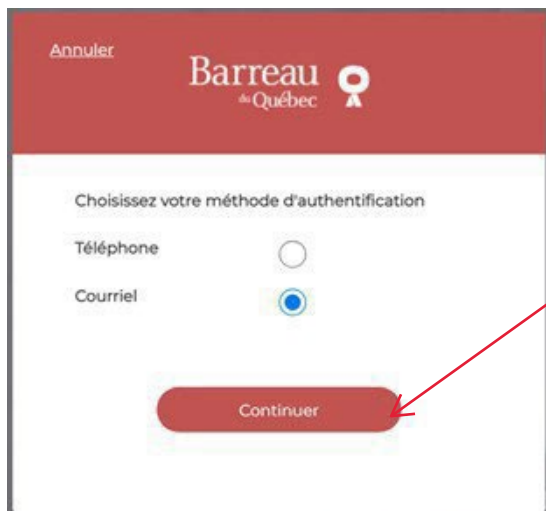 Annuler
Barreau
du Québec
Choisissez votre méthode d'authentification
Téléphone
Courriel
Continuer